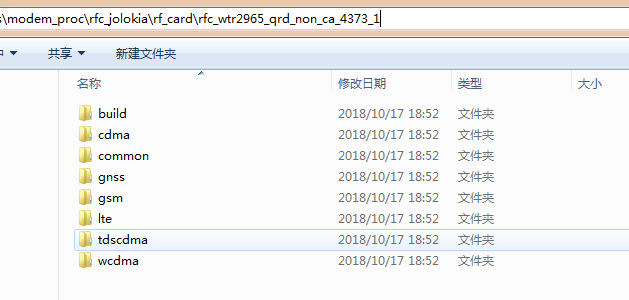 s\modem_proc\rfc_jolokia\rf_card\rfc_wtr2965_qrd_non_ca_4373_1
共享 新建文件夹
名称 修改日期 类型 大小
build 2018/10/17 18:52 文件夹
cdma 2018/10/17 18:52 文件夹
common 2018/10/17 18:52 文件夹
gnss 2018/10/17 18:52 文件夹
gsm 2018/10/17 18:52 文件夹
lte 2018/10/17 18:52 文件夹
tdscdma 2018/10/17 18:52 文件夹
wcdma 2018/10/17 18:52 文件夹